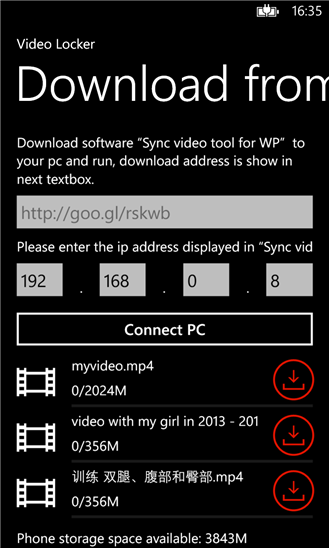 16:35
Video Locker
Download from
Download software “Sync video tool for WP” to
your pc and run, download address is show in
next textbox.
http://goo.gl/rskwb
Please enter the ip address displayed in “Sync vid
192 . 168 . 0 . 8
Connect PC
myvideo.mp4
0/2024M
video with my girl in 2013 - 201
0/356M
训练 双腿、腹部和臀部.mp4
0/356M
Phone storage space available: 3843M